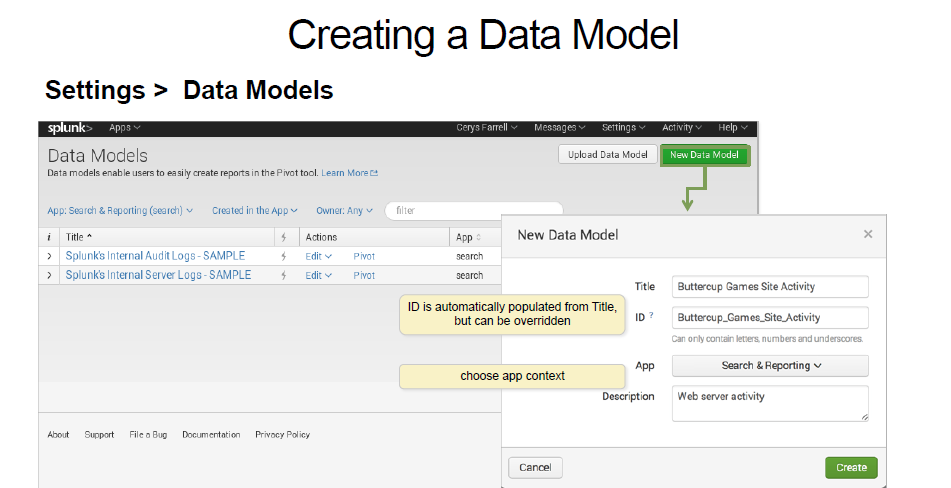 Creating a Data Model
Settings > Data Models
splunk> Apps Cerys Farrell Messages Settings Activity Help
Data Models
Upload Data Model New Data Model
Data models enable users to easily create reports in the Pivot tool. Learn More
App: Search & Reporting (search) Created in the App Owner: Any filter
i Title Actions App
Splunk's Internal Audit Logs - SAMPLE Edit Pivot search
Splunk's Internal Server Logs - SAMPLE Edit Pivot search
New Data Model ×
Title Buttercup Games Site Activity
ID is automatically populated from Title,
but can be overridden
ID ? Buttercup_Games_Site_Activity
Can only contain letters, numbers and underscores.
App Search & Reporting
choose app context
Description Web server activity
Cancel Create
About Support File a Bug Documentation Privacy Policy